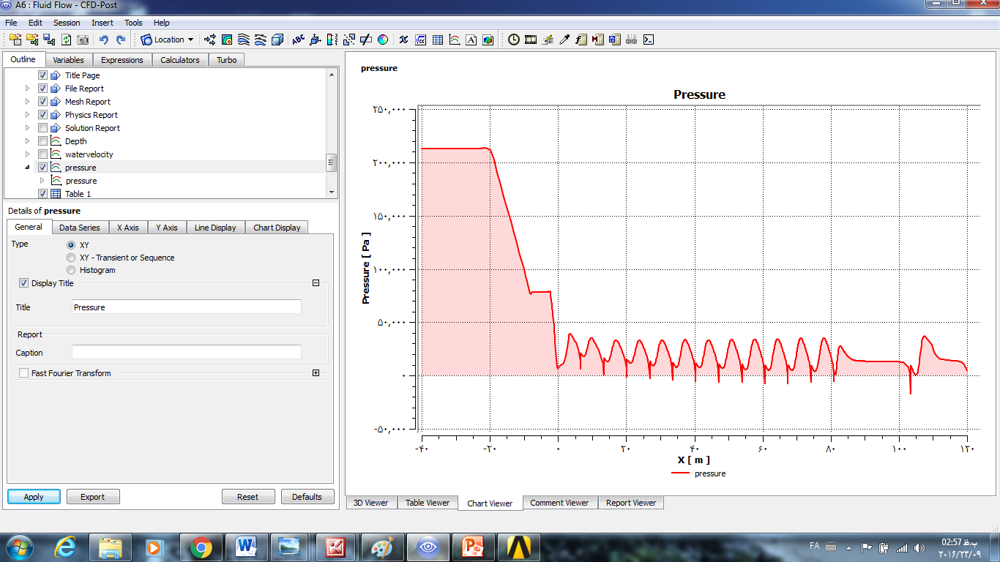 A6 : Fluid Flow - CFD-Post
File Edit Session Insert Tools Help
Location
Outline Variables Expressions Calculators Turbo
Title Page
File Report
Mesh Report
Physics Report
Solution Report
Depth
watervelocity
pressure
pressure
Table 1
Details of pressure
General Data Series X Axis Y Axis Line Display Chart Display
Type
XY
XY - Transient or Sequence
Histogram
Display Title
Title Pressure
Report
Caption
Fast Fourier Transform
Apply Export Reset Defaults
pressure
Pressure
۲۵۰,۰۰۰
۲۰۰,۰۰۰
۱۵۰,۰۰۰
۱۰۰,۰۰۰
۵۰,۰۰۰
۰
-۵۰,۰۰۰
Pressure [ Pa ]
-۴۰ -۲۰ ۰ ۲۰ ۴۰ ۶۰ ۸۰ ۱۰۰ ۱۲۰
X [ m ]
pressure
3D Viewer Table Viewer Chart Viewer Comment Viewer Report Viewer
FA
02:57 ب.ظ
۲۰۱۶/۲۳/۰۹